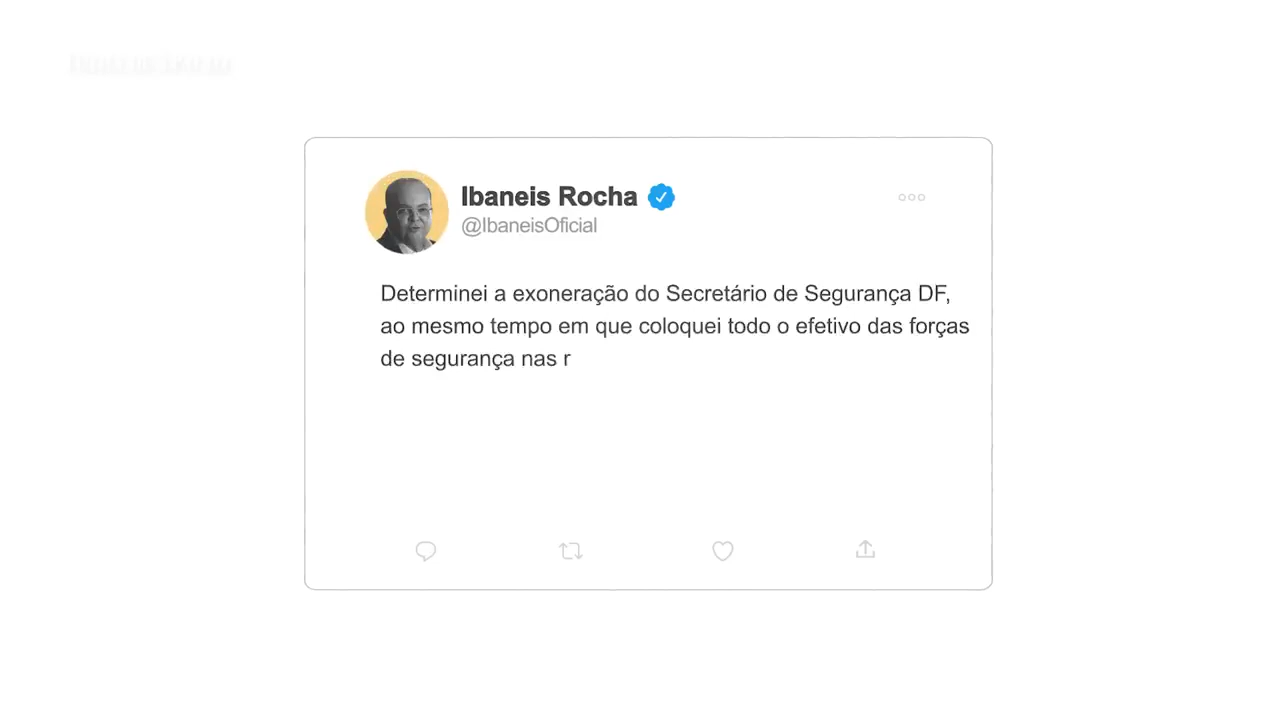 Ibaneis Rocha
@IbaneisOficial
Determinei a exoneração do Secretário de Segurança DF,
ao mesmo tempo em que coloquei todo o efetivo das forças
de segurança nas r